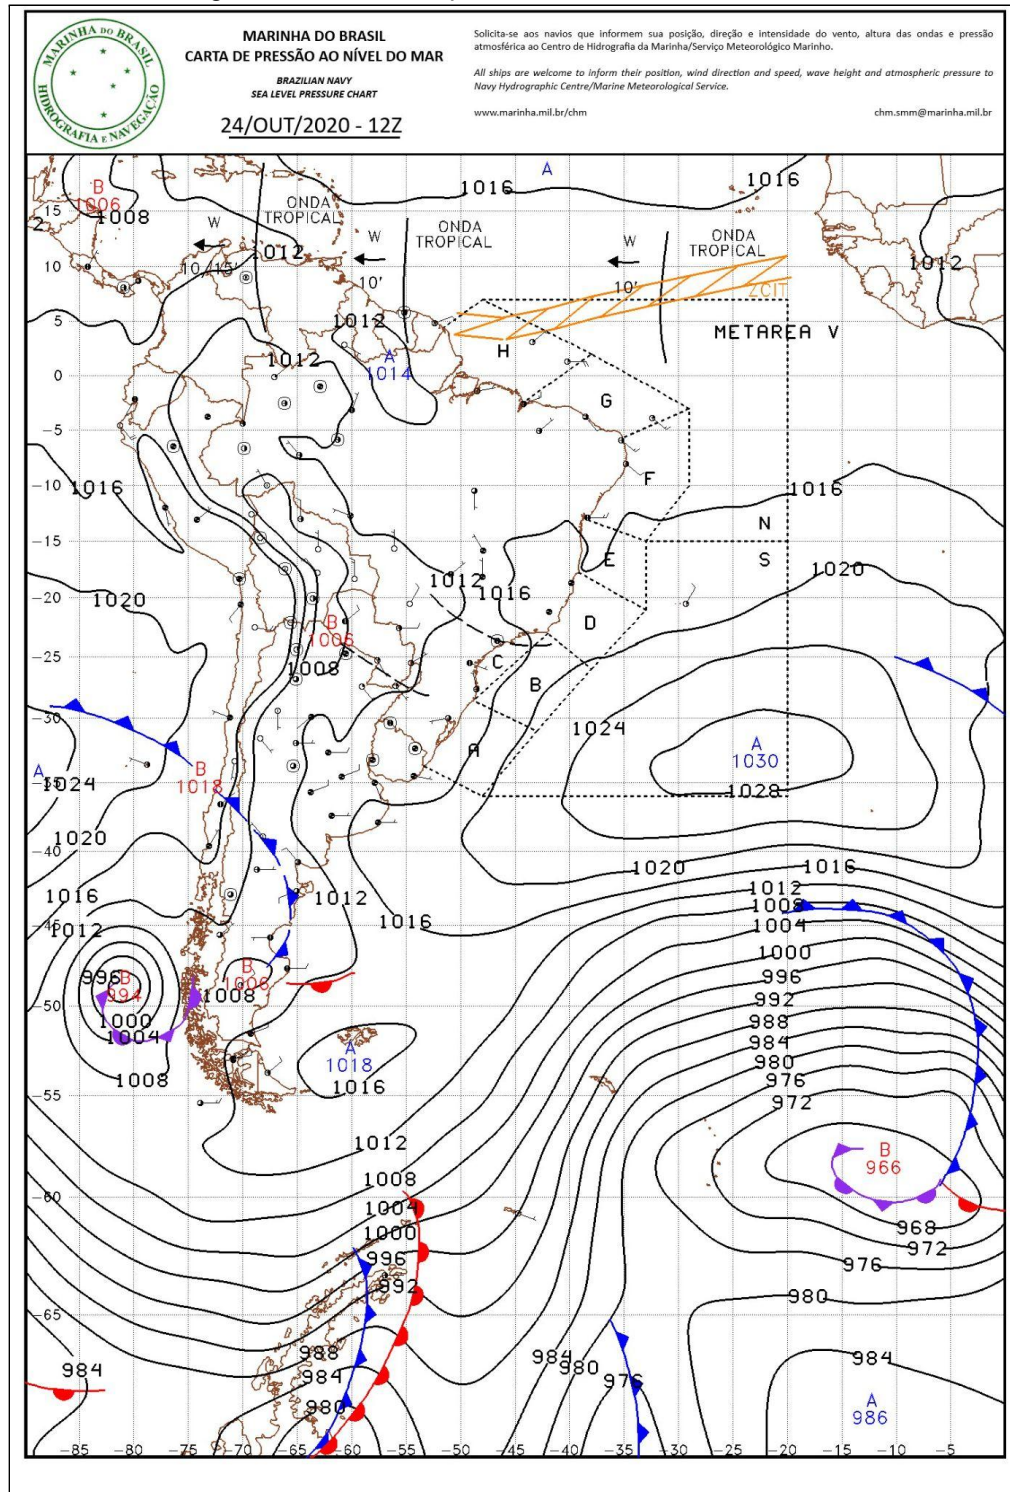 MARINHA DO BRASIL
HIDROGRAFIA E NAVEGAÇÃO
MARINHA DO BRASIL
CARTA DE PRESSÃO AO NÍVEL DO MAR
BRAZILIAN NAVY
SEA LEVEL PRESSURE CHART
24/OUT/2020 - 12Z
Solicita-se aos navios que informem sua posição, direção e intensidade do vento, altura das ondas e pressão
atmosférica ao Centro de Hidrografia da Marinha/Serviço Meteorológico Marinho.
All ships are welcome to inform their position, wind direction and speed, wave height and atmospheric pressure to
Navy Hydrographic Centre/Marine Meteorological Service.
www.marinha.mil.br/chm
chm.smm@marinha.mil.br
A
B
1006
1008
1016
1016
15
ONDA
TROPICAL
W
ONDA
TROPICAL
W
ONDA
TROPICAL
W
1012
1012
10
10/15'
10'
10'
ZCIT
5
1012
METAREA V
1012
H
A
1014
0
G
-5
-10
1016
F
1016
N
-15
E
S
1020
1012
1016
-20
1020
D
B
1006
1008
-25
C
B
-30
1024
A
A
1030
B
1018
A
-35
1024
1028
1020
-40
1020
1016
1016
1012
1012
1008
1016
1004
-45
1012
1000
B
1006
996
B
994
996
1008
992
-50
1000
988
1004
984
A
1018
980
1008
1016
976
-55
972
1012
B
966
1008
-60
1004
968
1000
972
996
976
992
980
-65
988
984
984
984
980
984
976
A
986
980
-85
-80
-75
-70
-65
-60
-55
-50
-45
-40
-35
-30
-25
-20
-15
-10
-5